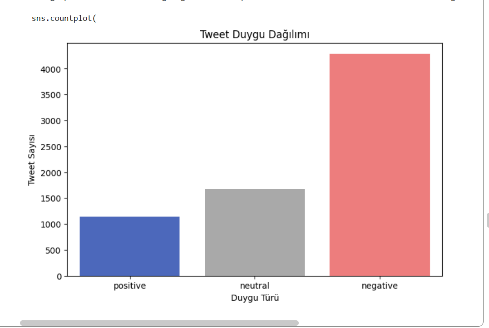 sns.countplot(
Tweet Duygu Dağılımı
4000
3500
3000
2500
2000
1500
1000
500
0
Tweet Sayısı
positive neutral negative
Duygu Türü